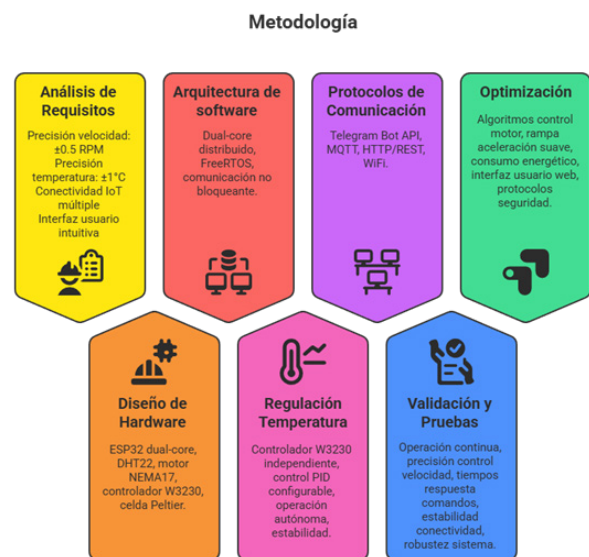 Metodología
Análisis de
Requisitos
Precisión velocidad:
±0.5 RPM
Precisión
temperatura: ±1°C
Conectividad IoT
múltiple
Interfaz usuario
intuitiva
Arquitectura de
software
Dual-core
distribuido,
FreeRTOS,
comunicación no
bloqueante.
Protocolos de
Comunicación
Telegram Bot API,
MQTT, HTTP/REST,
WiFi.
Optimización
Algoritmos control
motor, rampa
aceleración suave,
consumo energético,
interfaz usuario web,
protocolos
seguridad.
Diseño de
Hardware
ESP32 dual-core,
DHT22, motor
NEMA17,
controlador W3230,
celda Peltier.
Regulación
Temperatura
Controlador W3230
independiente,
control PID
configurable,
operación
autónoma,
estabilidad.
Validación y
Pruebas
Operación continua,
precisión control
velocidad, tiempos
respuesta
comandos,
estabilidad
conectividad,
robustez sistema.